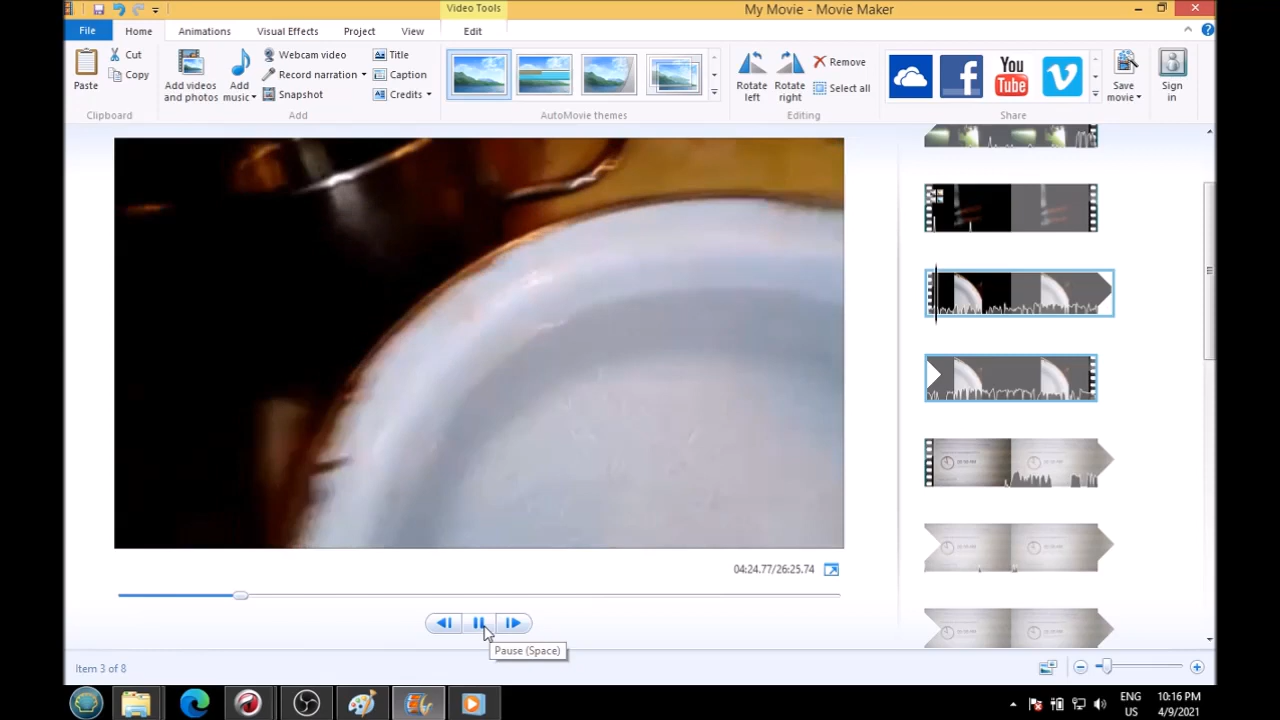 Video Tools
My Movie - Movie Maker
File
Home
Animations
Visual Effects
Project
View
Edit
Paste
Cut
Copy
Clipboard
Add videos
and photos
Add
music
Webcam video
Record narration
Snapshot
Title
Caption
Credits
Add
AutoMovie themes
Rotate
left
Rotate
right
Remove
Select all
Editing
You
Tube
Share
Save
movie
Sign
in
04:24.77/26:25.74
Pause (Space)
Item 3 of 8
ENG
US
10:16 PM
4/9/2021